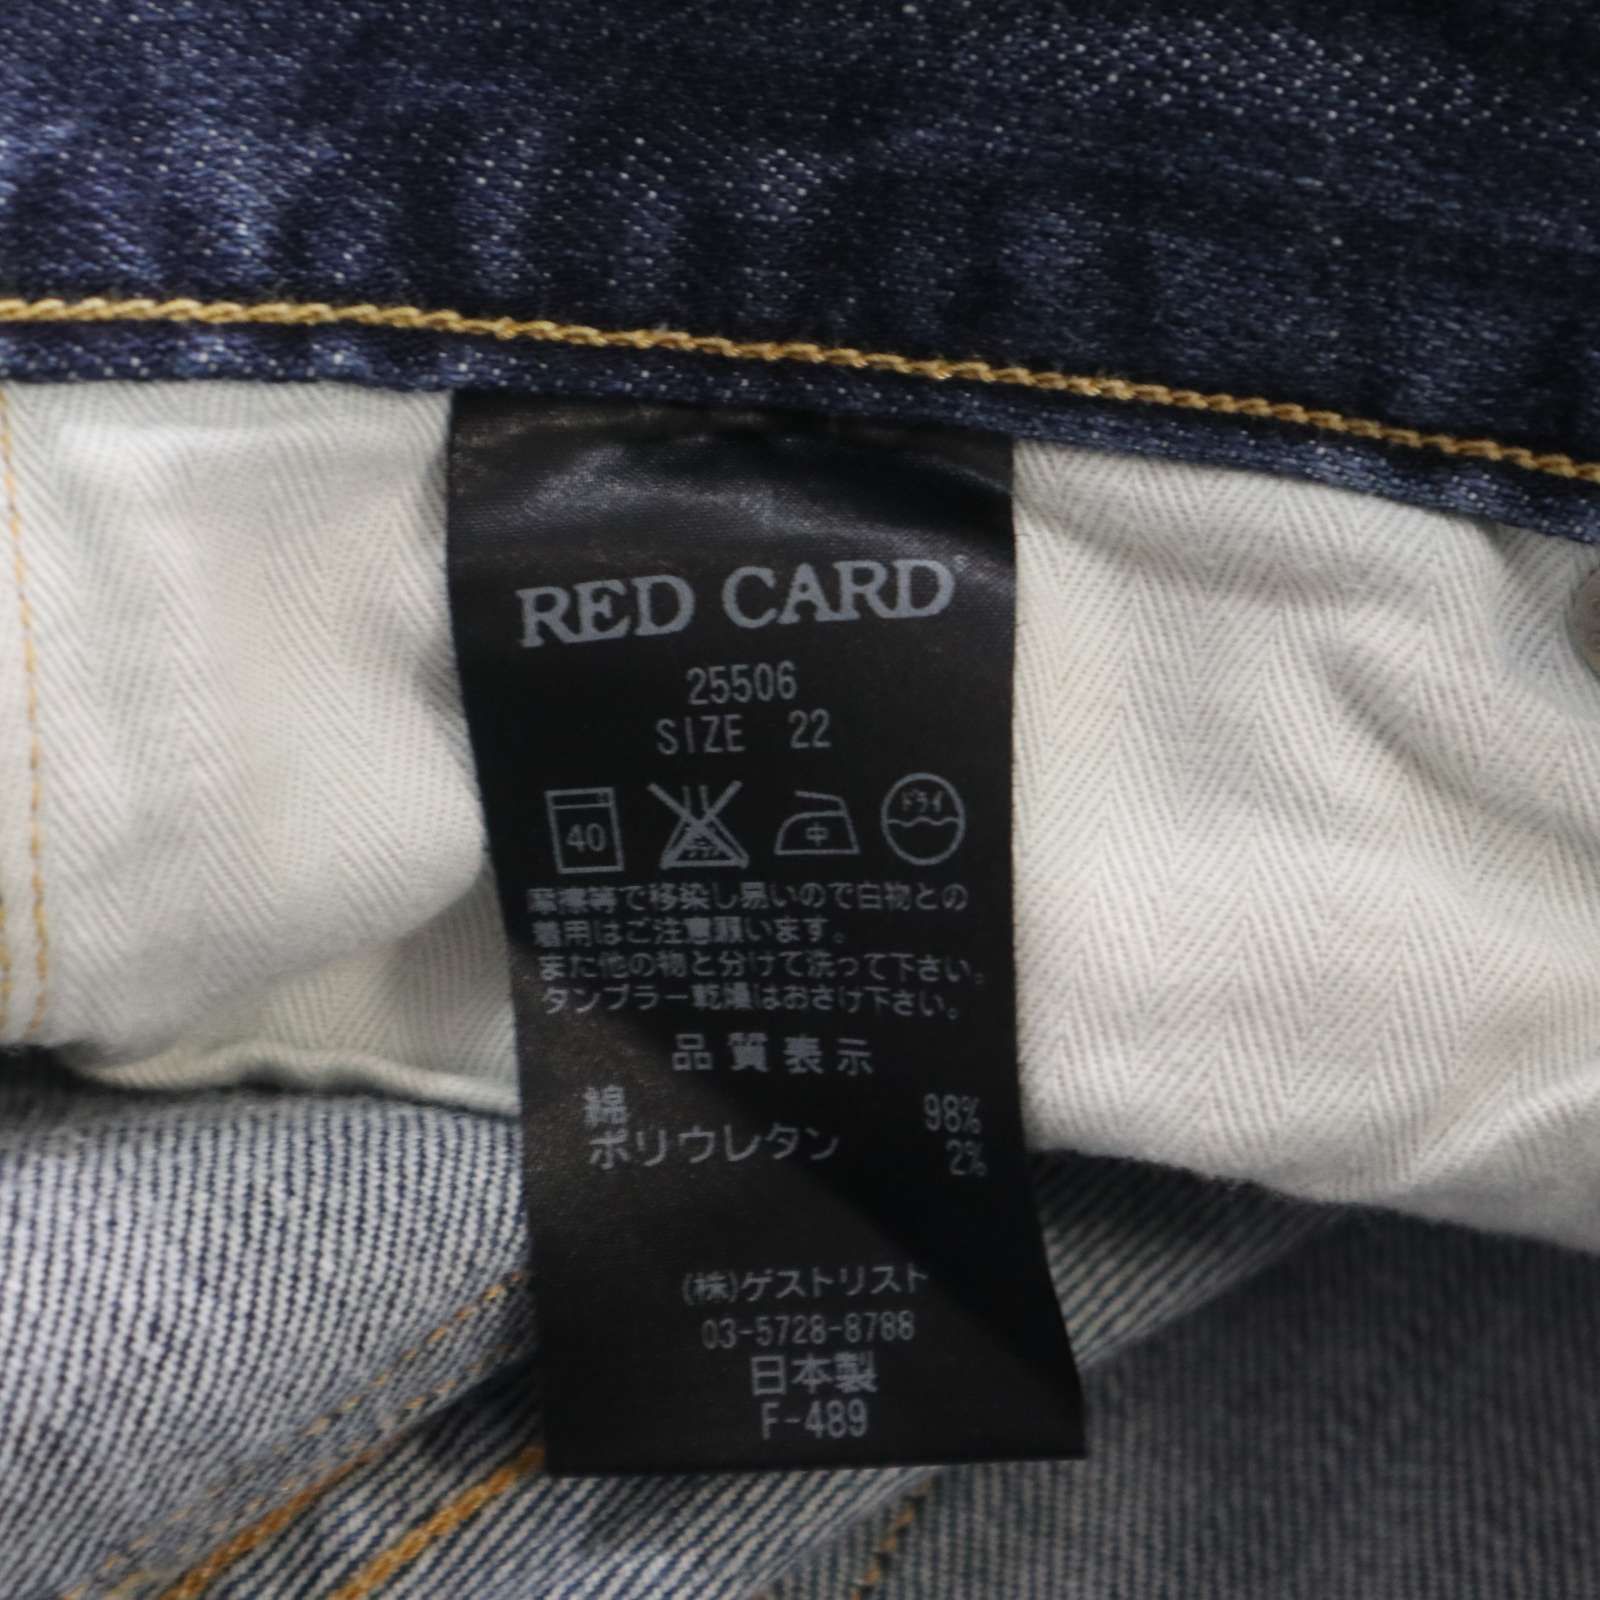 RED CARD
25506
SIZE 22
40 中 ドライ
摩擦等で移染し易いので白物との
着用はご注意願います。
また他の物と分けて洗って下さい。
タンブラー乾燥はおさけ下さい。
品質表示
綿 98%
ポリウレタン 2%
(株)ゲストリスト
03-5728-8788
日本製
F-489